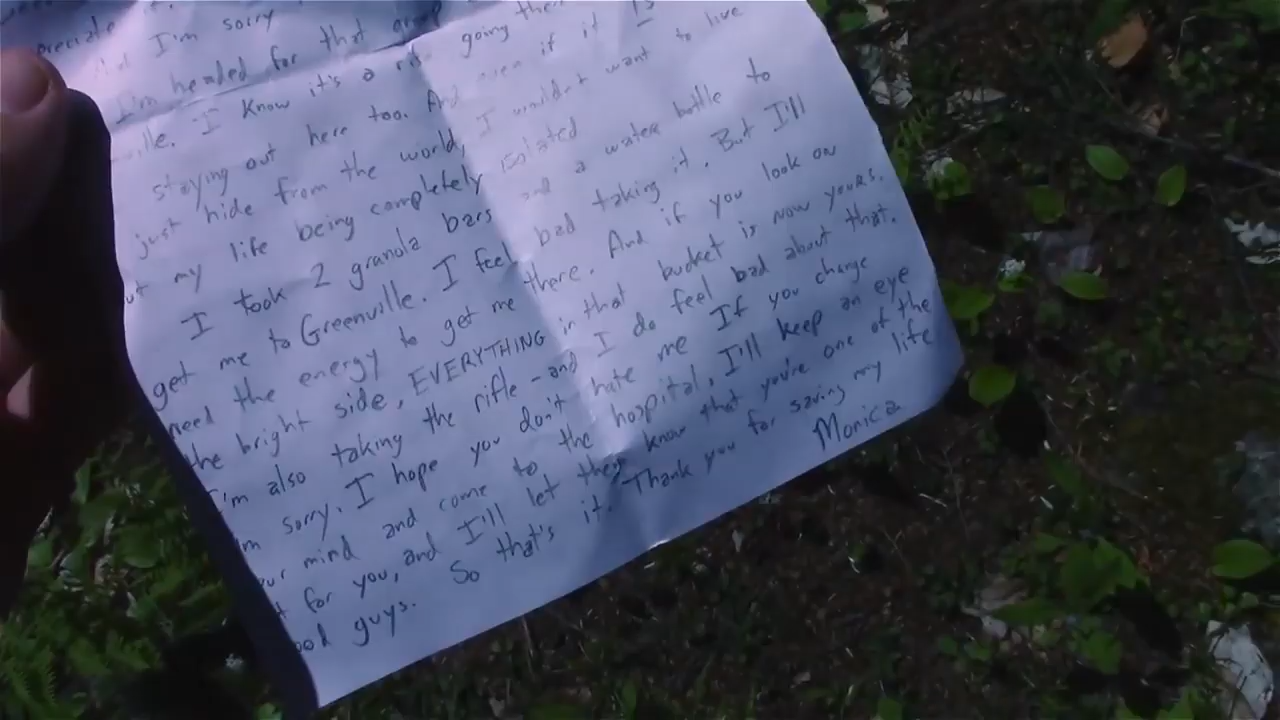 preciate it.
I'm sorry
I'm headed for that going there
ville. I know it's a even if it IS
staying out here too. And I wouldn't want to live
just hide from the world,
my life being completely isolated
I took 2 granola bars and a water bottle to
get me to Greenville. I feel bad taking it. But I'll
need the energy to get me there. And if you look on
the bright side, EVERYTHING in that bucket is now yours.
I'm also taking the rifle - and I do feel bad about that.
I'm sorry. I hope you don't hate me If you change
your mind and come to the hospital, I'll keep an eye
out for you, and I'll let them know that you're one of the
good guys. So that's it. Thank you for saving my life
Monica